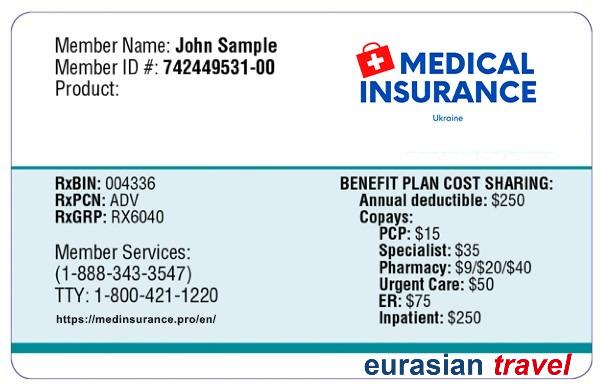 Member Name: John Sample
Member ID #: 742449531-00
Product:
MEDICAL
INSURANCE
Ukraine
RxBIN: 004336
RxPCN: ADV
RxGRP: RX6040
Member Services:
(1-888-343-3547)
TTY: 1-800-421-1220
https://medinsurance.pro/en/
BENEFIT PLAN COST SHARING:
Annual deductible: $250
Copays:
PCP: $15
Specialist: $35
Pharmacy: $9/$20/$40
Urgent Care: $50
ER: $75
Inpatient: $250
eurasian travel